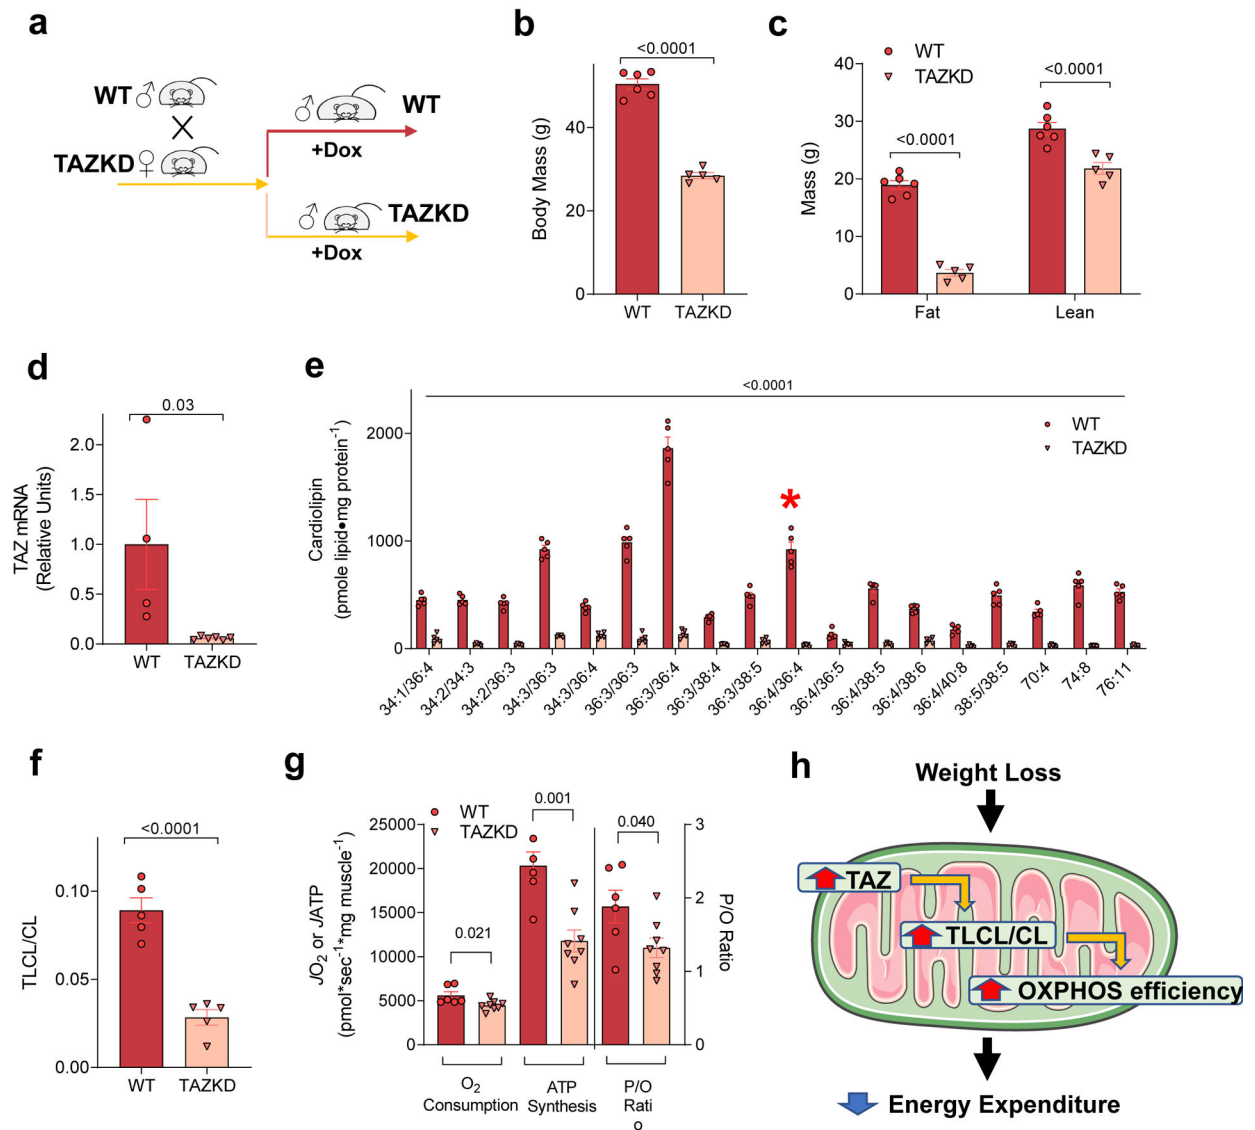 a
WT ♂
X
TAZKD ♀
♂ WT
+Dox
♂ TAZKD
+Dox
b
Body Mass (g)
<0.0001
40
20
0
WT
TAZKD
c
WT
TAZKD
Mass (g)
40
30
20
10
0
<0.0001
<0.0001
Fat
Lean
d
TAZ mRNA
(Relative Units)
0.03
2.0
1.5
1.0
0.5
0.0
WT
TAZKD
e
<0.0001
WT
TAZKD
Cardiolipin
(pmole lipid•mg protein⁻¹)
2000
1000
0
*
34:1/36:4
34:2/34:3
34:2/36:3
34:3/36:3
34:3/36:4
36:3/36:3
36:3/36:4
36:3/38:4
36:3/38:5
36:4/36:4
36:4/36:5
36:4/38:5
36:4/38:6
36:4/40:8
38:5/38:5
70:4
74:8
76:11
f
TLCL/CL
<0.0001
0.10
0.05
0.00
WT
TAZKD
g
WT
TAZKD
JO₂ or JATP
(pmol*sec⁻¹*mg muscle⁻¹)
25000
20000
15000
10000
5000
0
0.021
0.001
0.040
3
2
1
0
P/O Ratio
O₂
Consumption
ATP
Synthesis
P/O
Rati
o
h
Weight Loss
TAZ
TLCL/CL
OXPHOS efficiency
Energy Expenditure